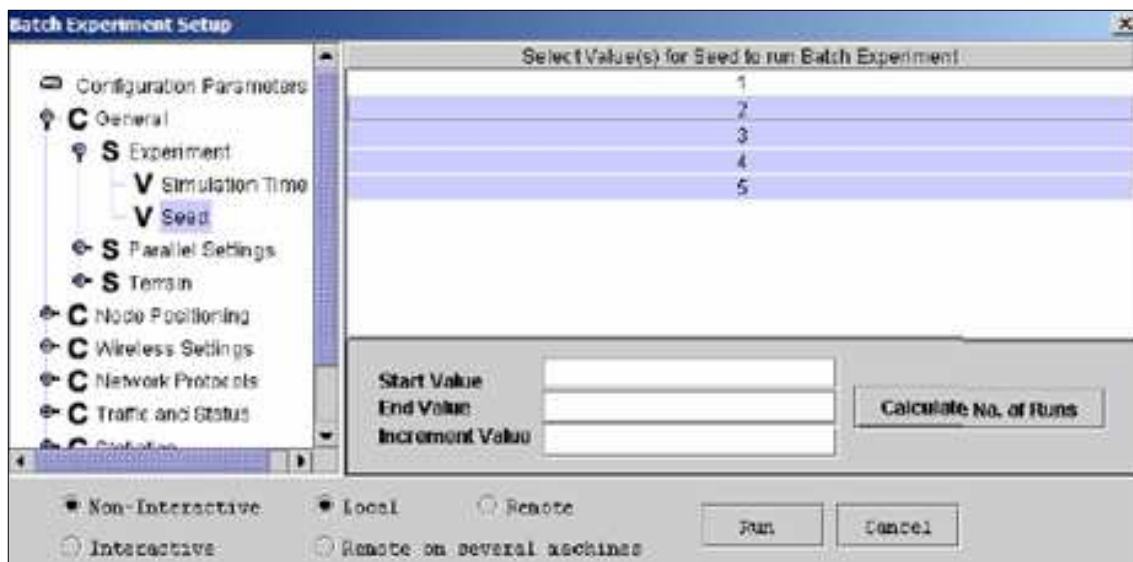 Batch Experiment Setup
Configuration Parameters
C General
S Experiment
V Simulation Time
V Seed
S Parallel Settings
S Terrain
C Node Positioning
C Wireless Settings
C Network Protocols
C Traffic and Status
C Statistics
Select Value(s) for Seed to run Batch Experiment
1
2
3
4
5
Start Value
End Value
Increment Value
Calculate No. of Runs
Non-Interactive
Local
Remote
Interactive
Remote on several machines
Run
Cancel